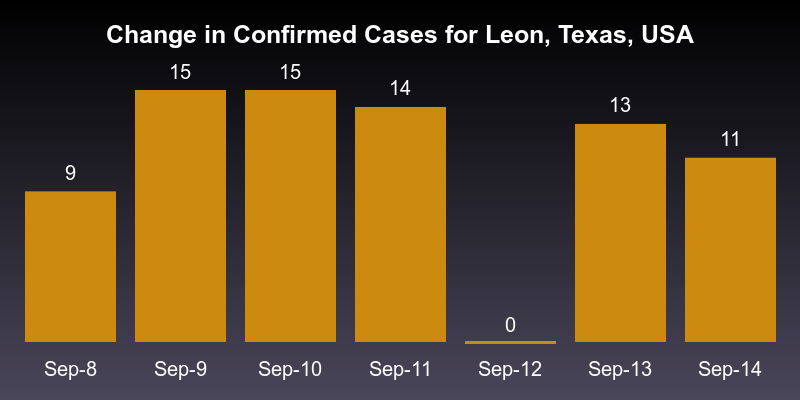 Change in Confirmed Cases for Leon, Texas, USA
9 15 15 14 0 13 11
Sep-8 Sep-9 Sep-10 Sep-11 Sep-12 Sep-13 Sep-14